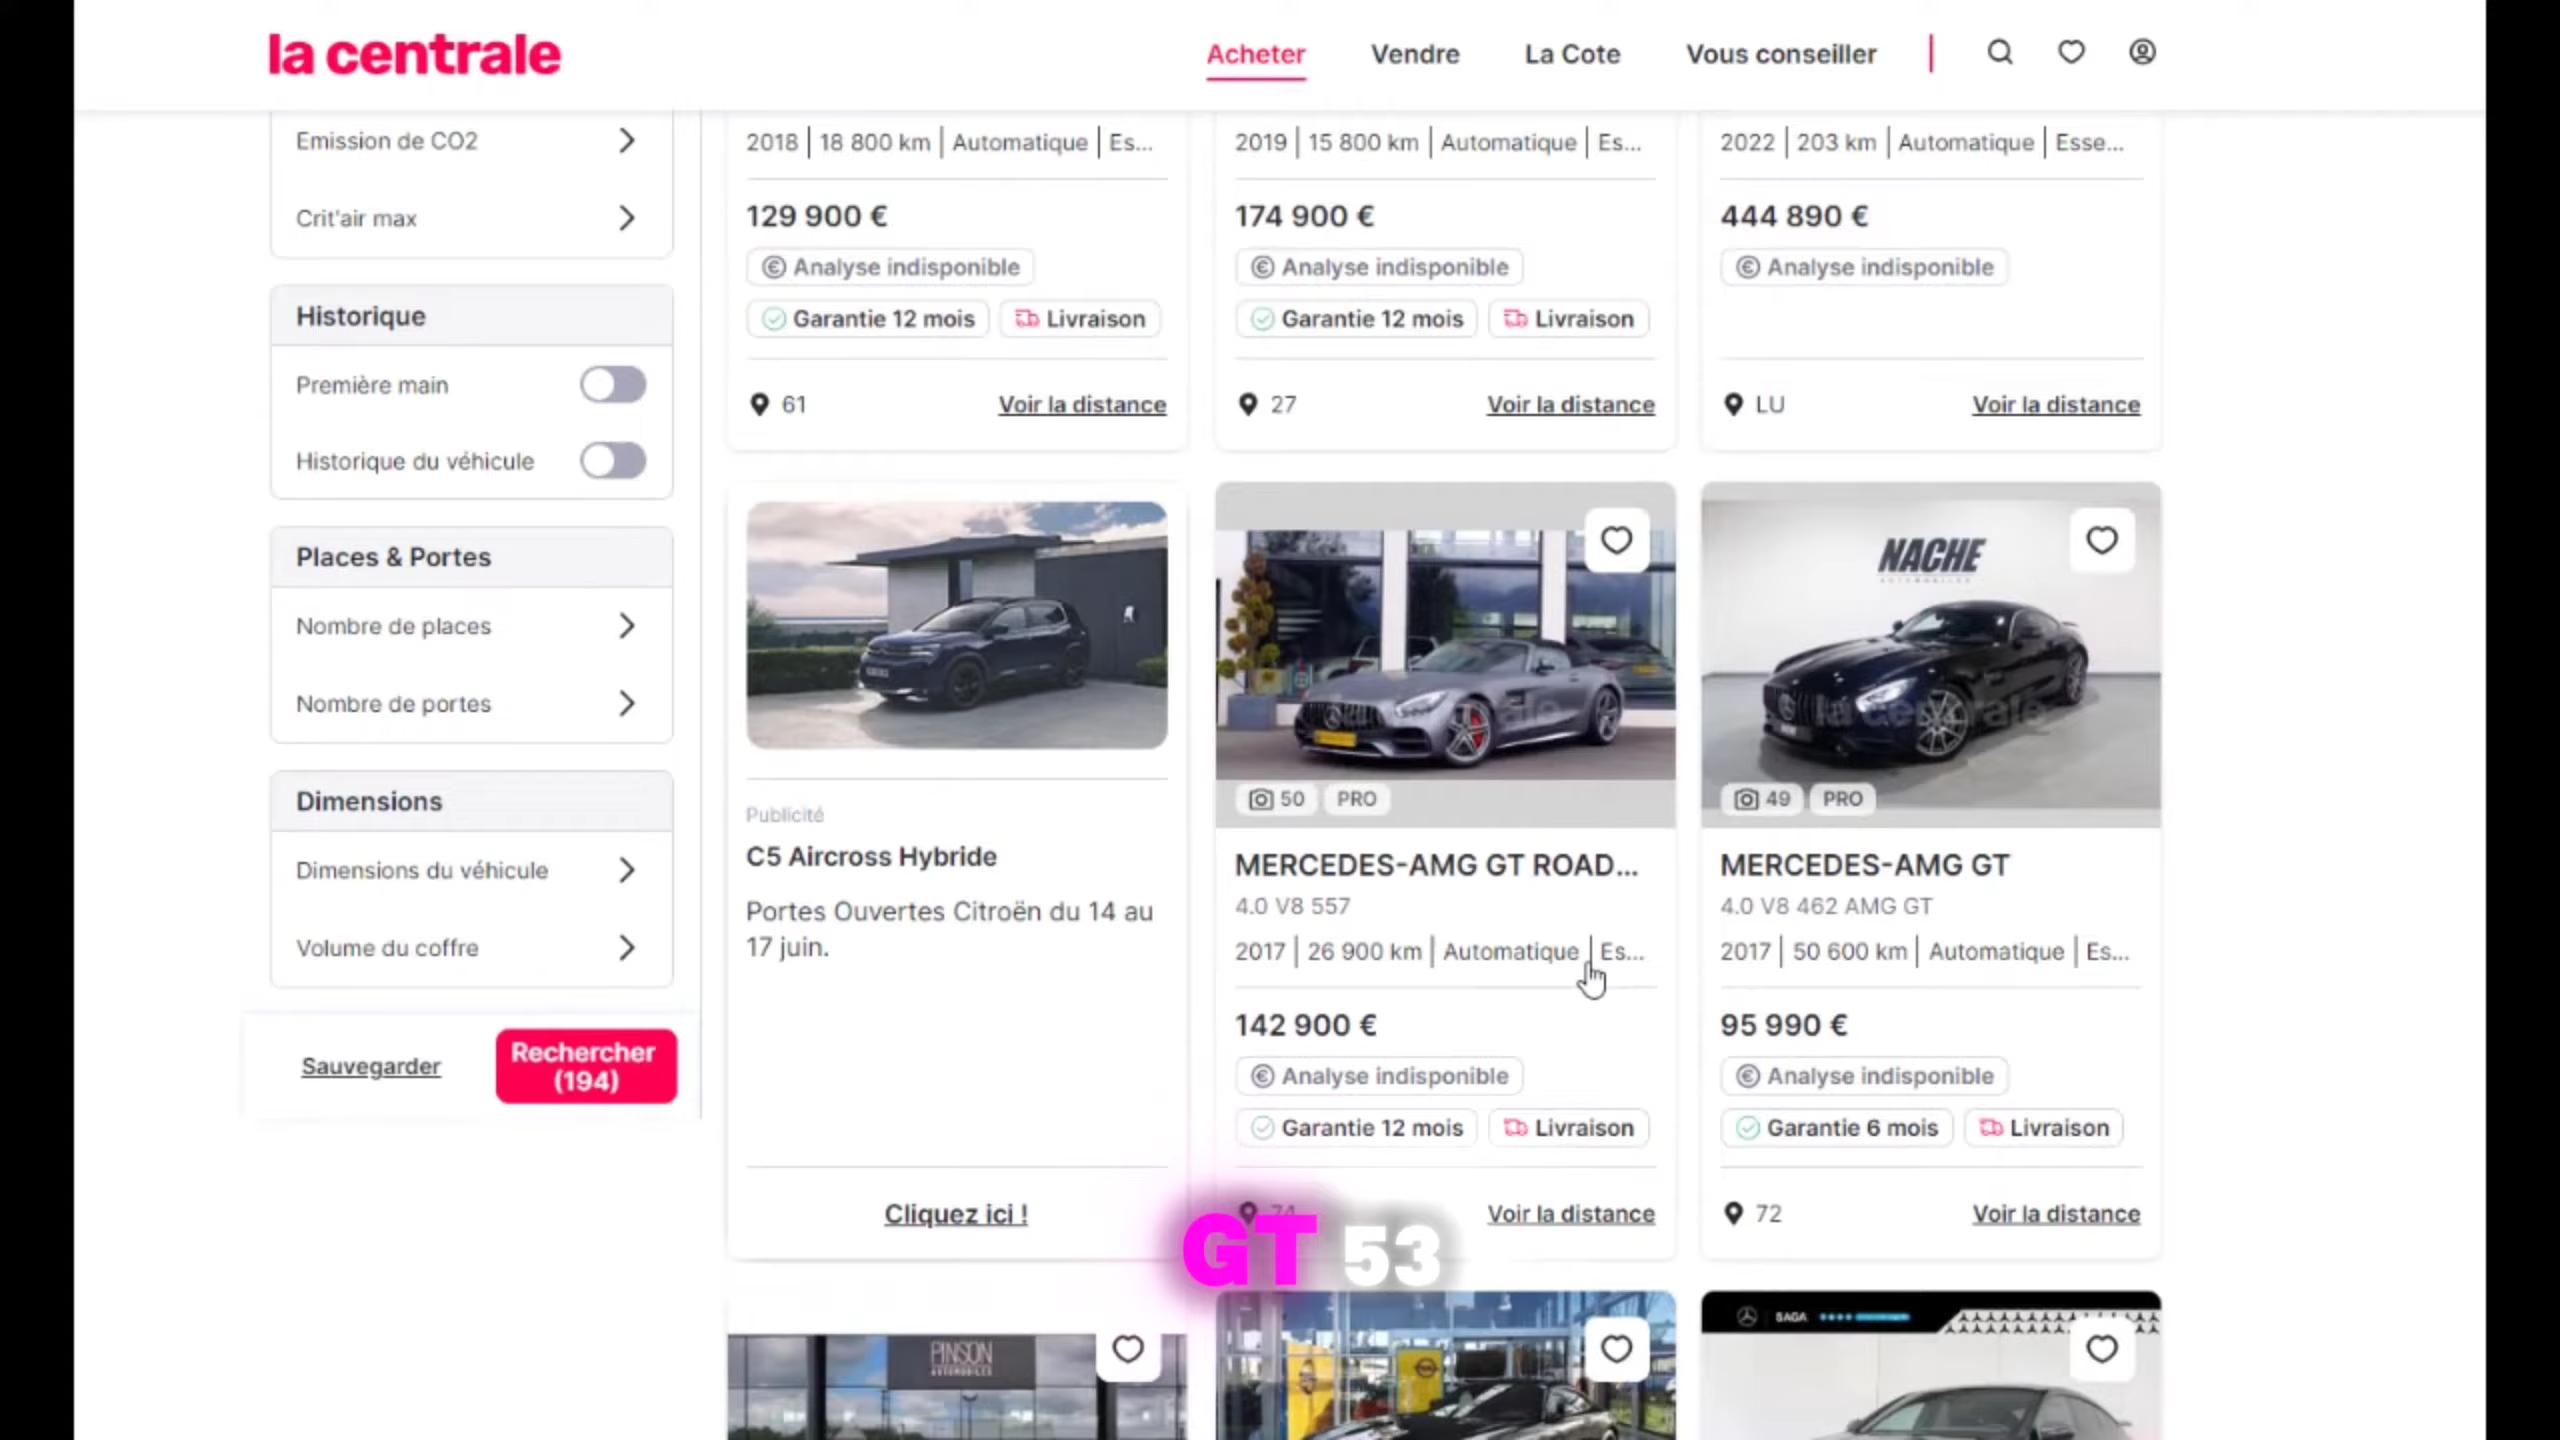 la centrale
Acheter
Vendre
La Cote
Vous conseiller
Emission de CO2
Crit'air max
Historique
Première main
Historique du véhicule
Places & Portes
Nombre de places
Nombre de portes
Dimensions
Dimensions du véhicule
Volume du coffre
Sauvegarder
Rechercher
(194)
2018 | 18 800 km | Automatique | Es...
129 900 €
Analyse indisponible
Garantie 12 mois
Livraison
61
Voir la distance
2019 | 15 800 km | Automatique | Es...
174 900 €
Analyse indisponible
Garantie 12 mois
Livraison
27
Voir la distance
2022 | 203 km | Automatique | Esse...
444 890 €
Analyse indisponible
LU
Voir la distance
Publicité
C5 Aircross Hybride
Portes Ouvertes Citroën du 14 au
17 juin.
Cliquez ici !
50
PRO
MERCEDES-AMG GT ROAD...
4.0 V8 557
2017 | 26 900 km | Automatique | Es...
142 900 €
Analyse indisponible
Garantie 12 mois
Livraison
74
Voir la distance
NACHE
AUTOMOBILES
la centrale
49
PRO
MERCEDES-AMG GT
4.0 V8 462 AMG GT
2017 | 50 600 km | Automatique | Es...
95 990 €
Analyse indisponible
Garantie 6 mois
Livraison
72
Voir la distance
GT 53
PINSON
AUTOMOBILES
SAGA